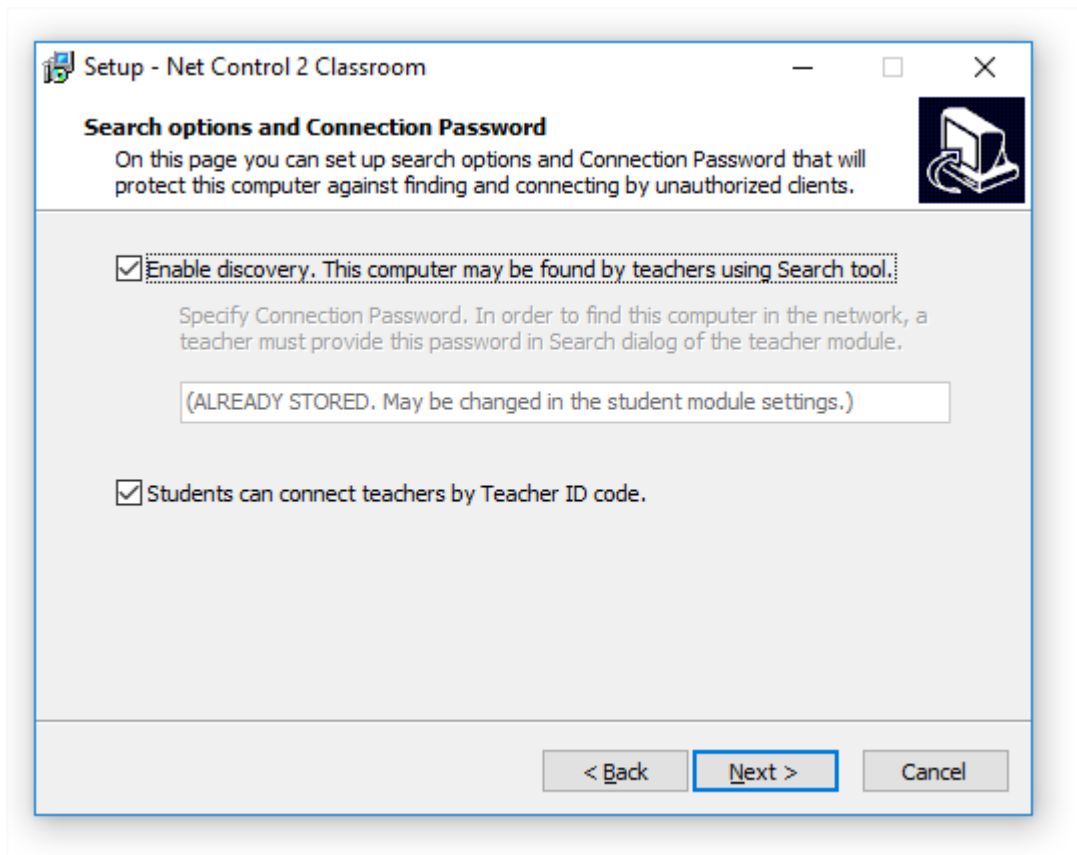 Setup - Net Control 2 Classroom
Search options and Connection Password
On this page you can set up search options and Connection Password that will
protect this computer against finding and connecting by unauthorized clients.
Enable discovery. This computer may be found by teachers using Search tool.
Specify Connection Password. In order to find this computer in the network, a
teacher must provide this password in Search dialog of the teacher module.
(ALREADY STORED. May be changed in the student module settings.)
Students can connect teachers by Teacher ID code.
< Back Next > Cancel